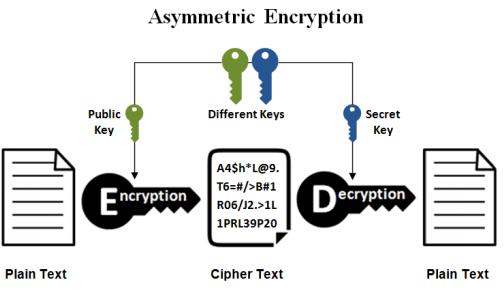 Asymmetric Encryption
Public
Key
Different Keys
Secret
Key
Encryption
A4$h*L@9.
T6=#/>B#1
R06/J2.>1L
1PRL39P20
Decryption
Plain Text
Cipher Text
Plain Text